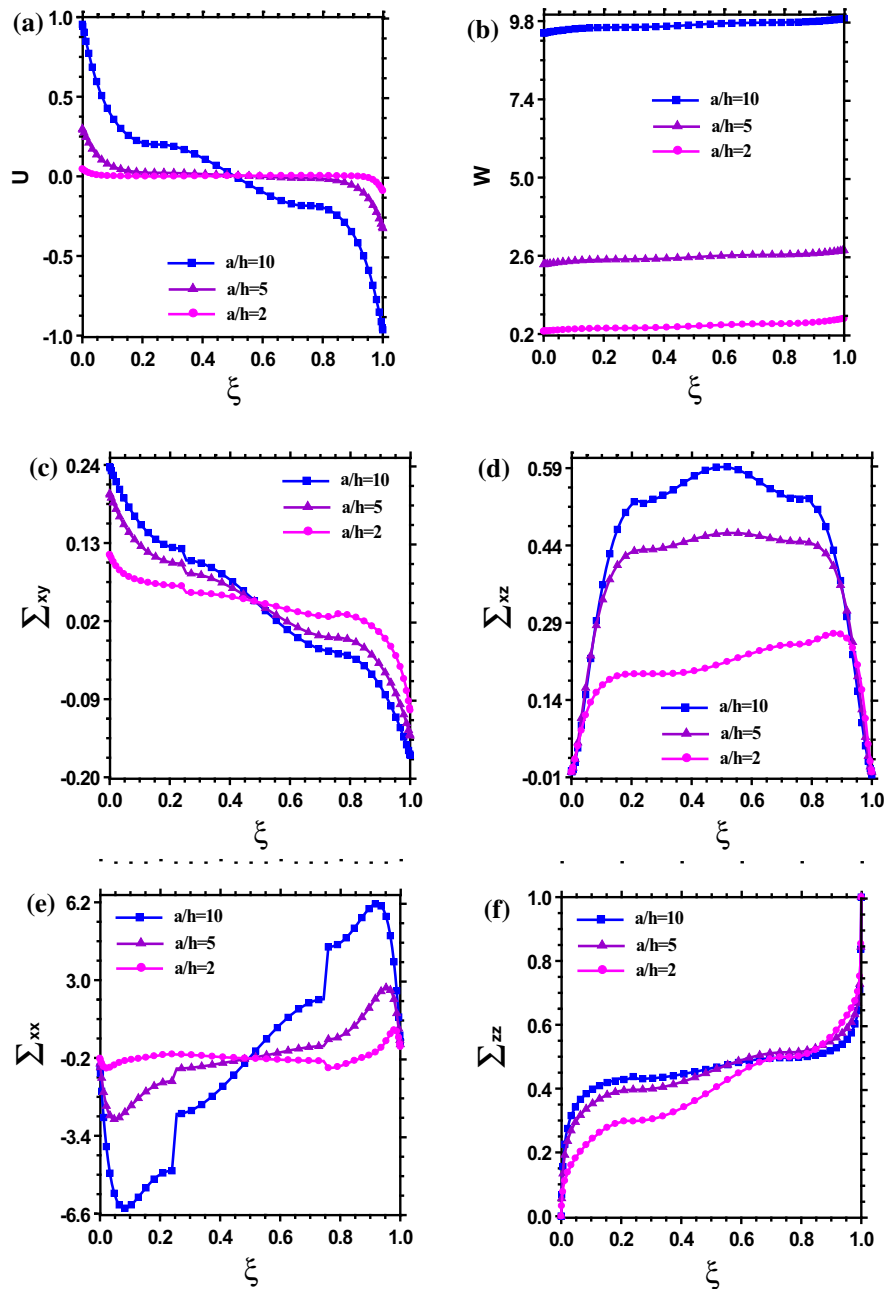 (a)
1.0
0.5
0.0
-0.5
-1.0
U
a/h=10
a/h=5
a/h=2
0.0 0.2 0.4 0.6 0.8 1.0
ξ
(b)
9.8
7.4
5.0
2.6
0.2
W
a/h=10
a/h=5
a/h=2
0.0 0.2 0.4 0.6 0.8 1.0
ξ
(c)
0.24
0.13
0.02
-0.09
-0.20
Σxy
a/h=10
a/h=5
a/h=2
0.0 0.2 0.4 0.6 0.8 1.0
ξ
(d)
0.59
0.44
0.29
0.14
-0.01
Σxz
a/h=10
a/h=5
a/h=2
0.0 0.2 0.4 0.6 0.8 1.0
ξ
(e)
6.2
3.0
-0.2
-3.4
-6.6
Σxx
a/h=10
a/h=5
a/h=2
0.0 0.2 0.4 0.6 0.8 1.0
ξ
(f)
1.0
0.8
0.6
0.4
0.2
0.0
Σzz
a/h=10
a/h=5
a/h=2
0.0 0.2 0.4 0.6 0.8 1.0
ξ